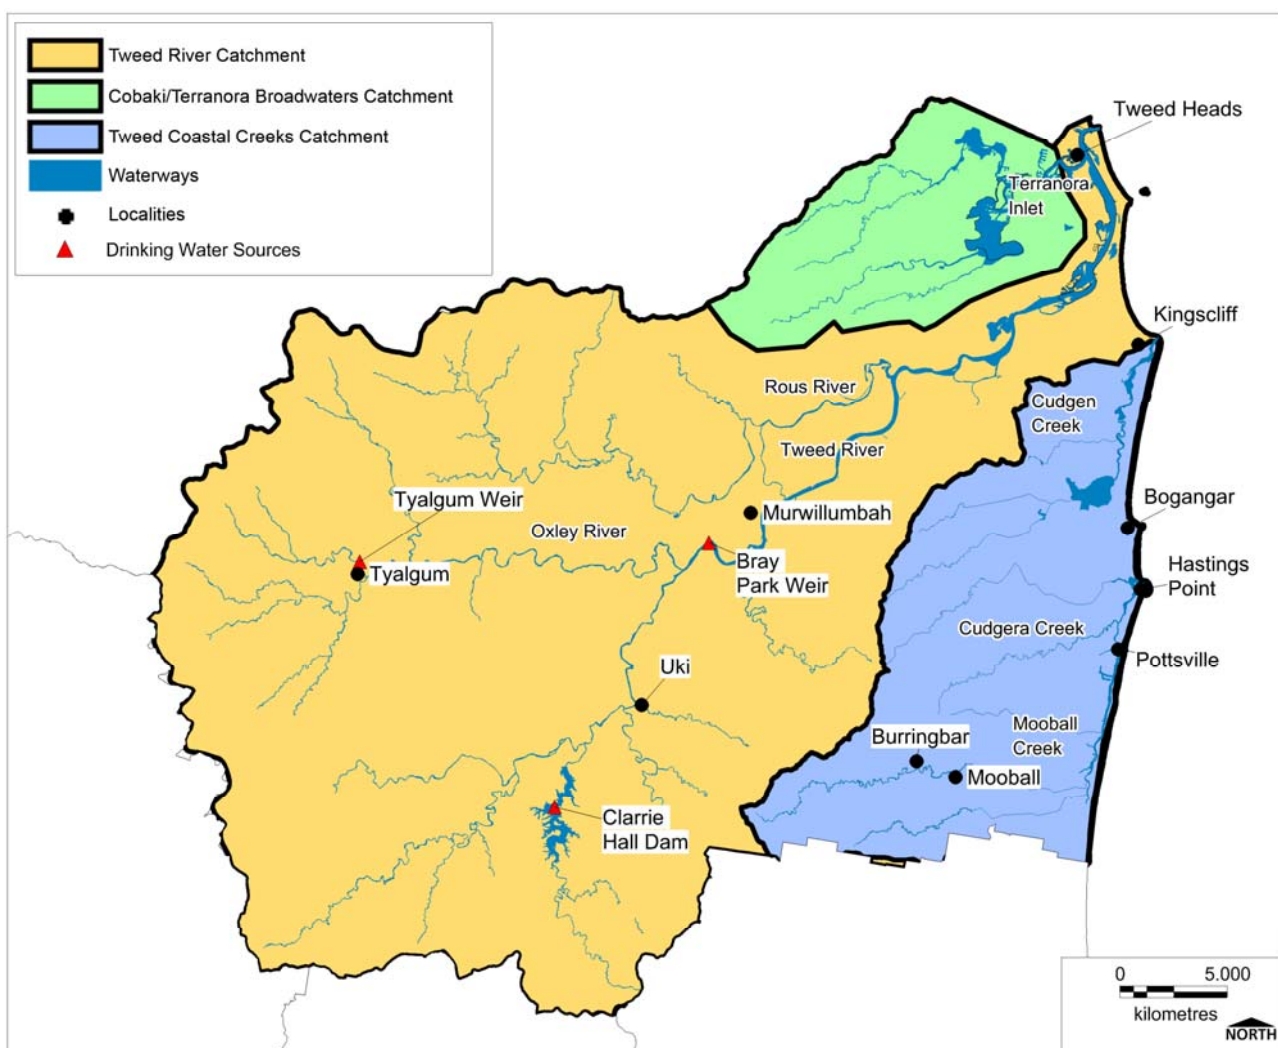 Tweed River Catchment
Cobaki/Terranora Broadwaters Catchment
Tweed Coastal Creeks Catchment
Waterways
Localities
Drinking Water Sources
Tweed Heads
Terranora
Inlet
Kingscliff
Rous River
Cudgen
Creek
Tweed River
Tyalgum Weir
Bogangar
Murwillumbah
Oxley River
Bray
Park Weir
Hastings
Point
Tyalgum
Cudgera Creek
Pottsville
Uki
Mooball
Creek
Burringbar
Mooball
Clarrie
Hall Dam
0 5.000
kilometres
NORTH